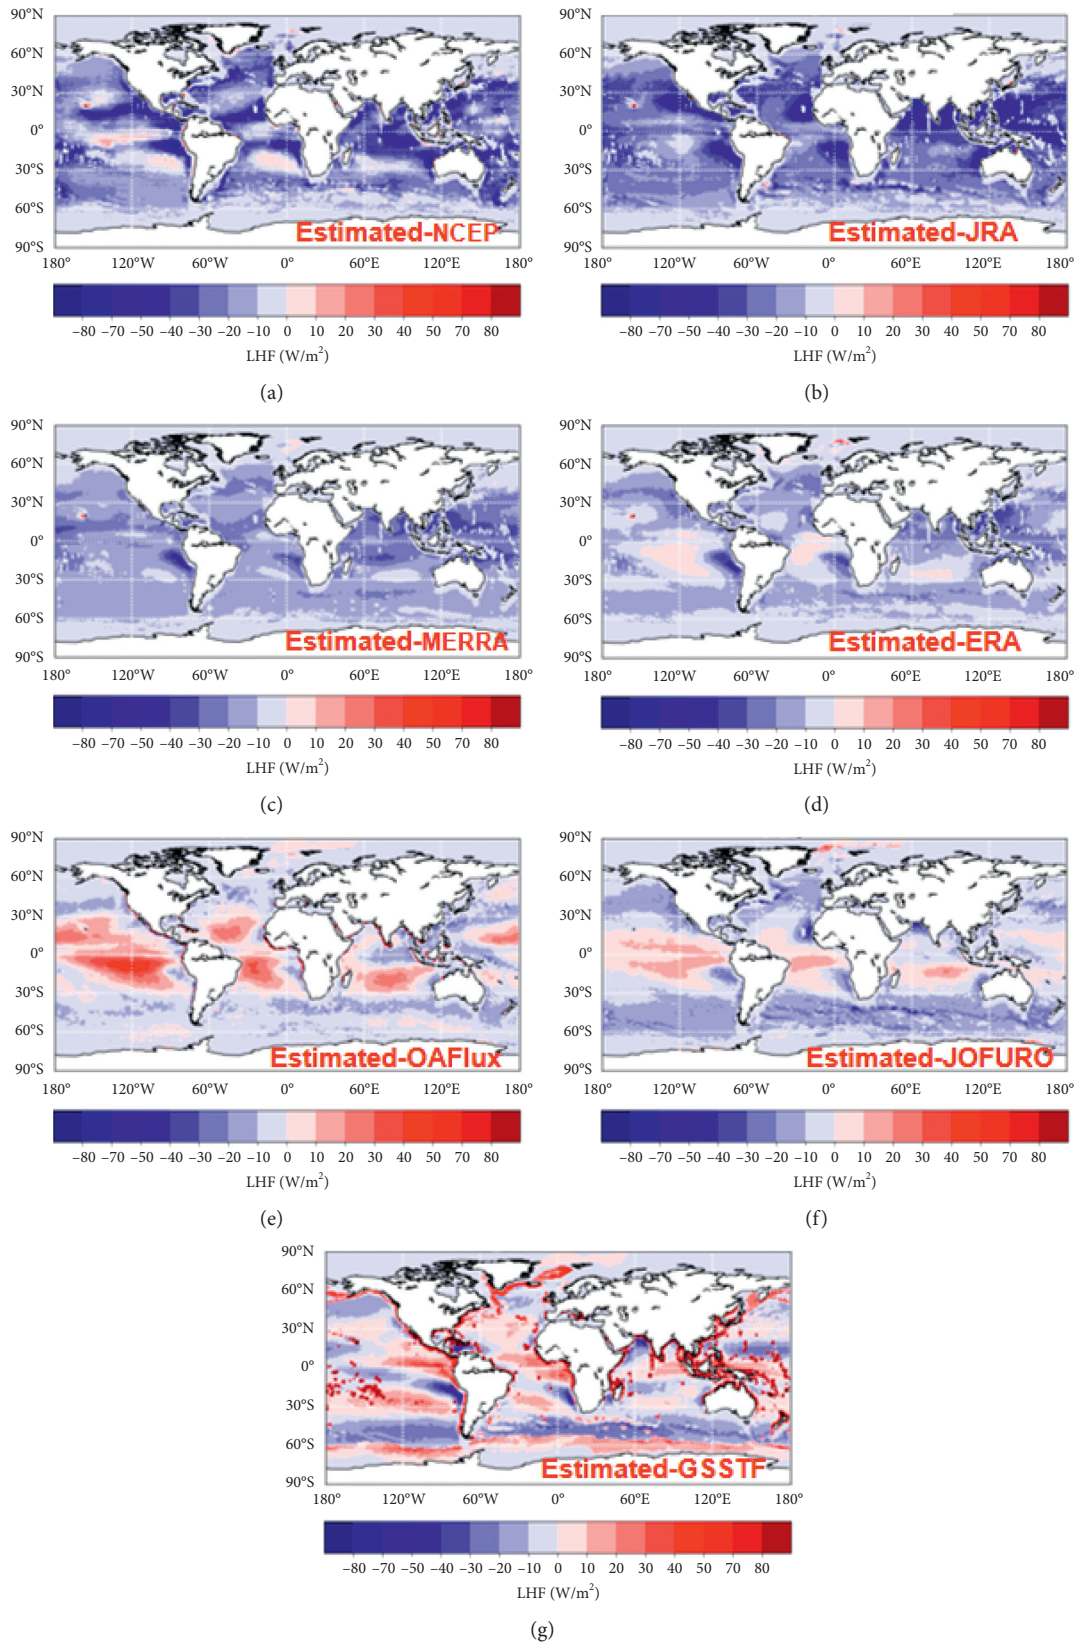 90°N
60°N
30°N
0°
30°S
60°S
90°S
Estimated-NCEP
180° 120°W 60°W 0° 60°E 120°E 180°
−80 −70 −50 −40 −30 −20 −10 0 10 20 30 40 50 70 80
LHF (W/m²)
(a)
90°N
60°N
30°N
0°
30°S
60°S
90°S
Estimated-JRA
180° 120°W 60°W 0° 60°E 120°E 180°
−80 −70 −50 −40 −30 −20 −10 0 10 20 30 40 50 70 80
LHF (W/m²)
(b)
90°N
60°N
30°N
0°
30°S
60°S
90°S
Estimated-MERRA
180° 120°W 60°W 0° 60°E 120°E 180°
−80 −70 −50 −40 −30 −20 −10 0 10 20 30 40 50 70 80
LHF (W/m²)
(c)
90°N
60°N
30°N
0°
30°S
60°S
90°S
Estimated-ERA
180° 120°W 60°W 0° 60°E 120°E 180°
−80 −70 −50 −40 −30 −20 −10 0 10 20 30 40 50 70 80
LHF (W/m²)
(d)
90°N
60°N
30°N
0°
30°S
60°S
90°S
Estimated-OAFlux
180° 120°W 60°W 0° 60°E 120°E 180°
−80 −70 −50 −40 −30 −20 −10 0 10 20 30 40 50 70 80
LHF (W/m²)
(e)
90°N
60°N
30°N
0°
30°S
60°S
90°S
Estimated-JOFURO
180° 120°W 60°W 0° 60°E 120°E 180°
−80 −70 −50 −40 −30 −20 −10 0 10 20 30 40 50 70 80
LHF (W/m²)
(f)
90°N
60°N
30°N
0°
30°S
60°S
90°S
Estimated-GSSTF
180° 120°W 60°W 0° 60°E 120°E 180°
−80 −70 −50 −40 −30 −20 −10 0 10 20 30 40 50 70 80
LHF (W/m²)
(g)